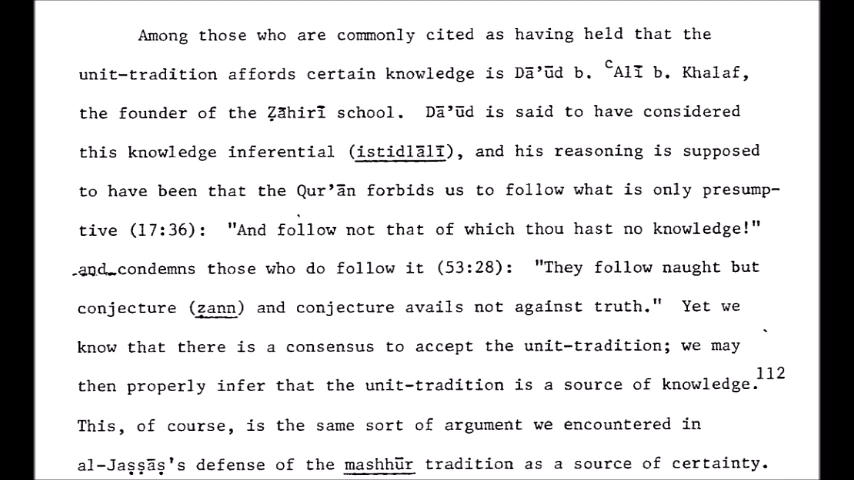 Among those who are commonly cited as having held that the
unit-tradition affords certain knowledge is Dā'ūd b. ᶜAlī b. Khalaf,
the founder of the Ẓāhirī school. Dā'ūd is said to have considered
this knowledge inferential (istidlālī), and his reasoning is supposed
to have been that the Qur'ān forbids us to follow what is only presump-
tive (17:36): "And follow not that of which thou hast no knowledge!"
and condemns those who do follow it (53:28): "They follow naught but
conjecture (ẓann) and conjecture avails not against truth." Yet we
know that there is a consensus to accept the unit-tradition; we may
then properly infer that the unit-tradition is a source of knowledge.112
This, of course, is the same sort of argument we encountered in
al-Jaṣṣāṣ's defense of the mashhūr tradition as a source of certainty.